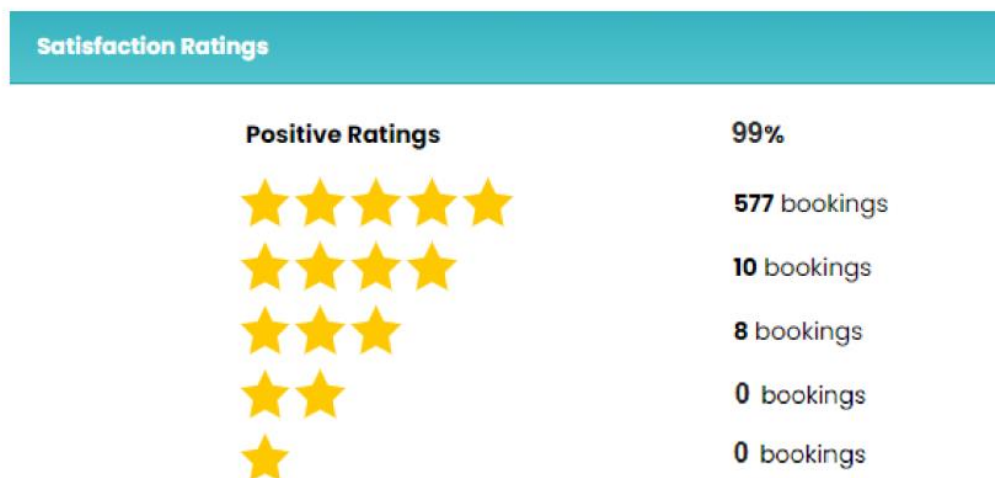 Satisfaction Ratings
Positive Ratings 99%
577 bookings
10 bookings
8 bookings
0 bookings
0 bookings